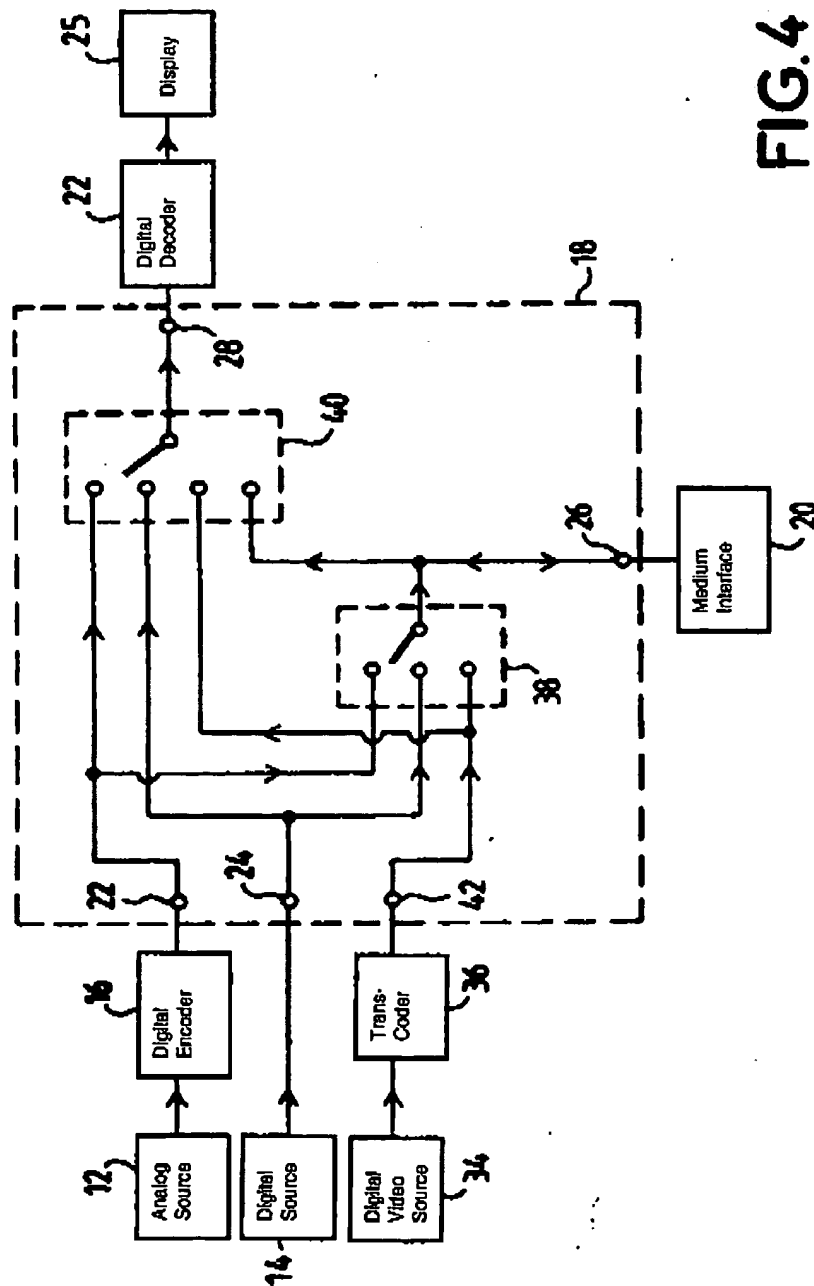 12
Analog
Source
16
Digital
Encoder
22
14
Digital
Source
24
34
Digital
Video
Source
36
Trans-
Coder
42
38
40
28
18
26
20
Medium
Interface
22
Digital
Decoder
25
Display
FIG.4